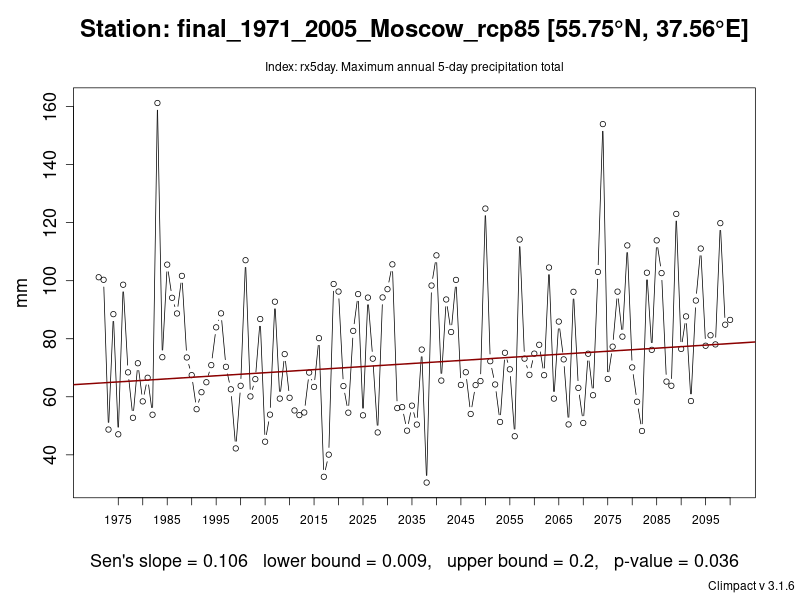 Station: final_1971_2005_Moscow_rcp85 [55.75°N, 37.56°E]
Index: rx5day. Maximum annual 5-day precipitation total
160
140
120
100
80
60
40
mm
1975 1985 1995 2005 2015 2025 2035 2045 2055 2065 2075 2085 2095
Sen's slope = 0.106 lower bound = 0.009, upper bound = 0.2, p-value = 0.036
Climpact v 3.1.6